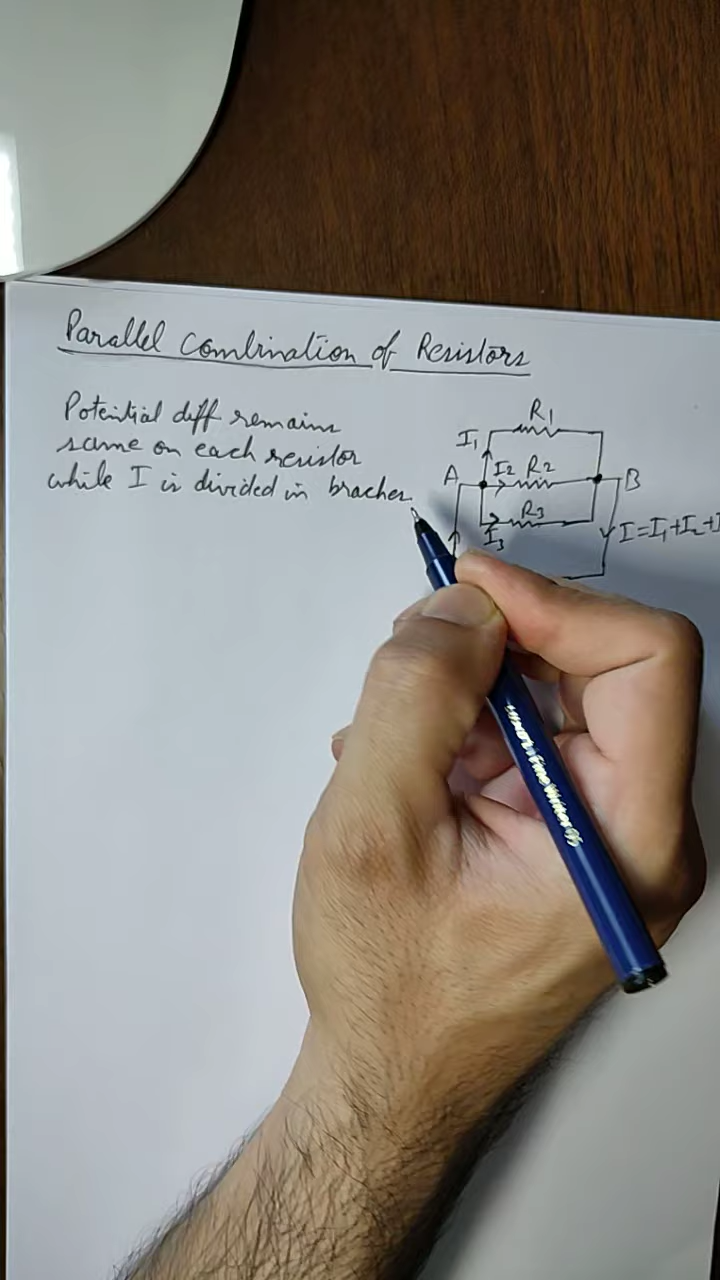 Parallel Combination of Resistors
Potential diff remains
same on each resistor
while I is divided in braches
R1
I1
A I2 R2 B
R3
I3
I=I1+I2+I